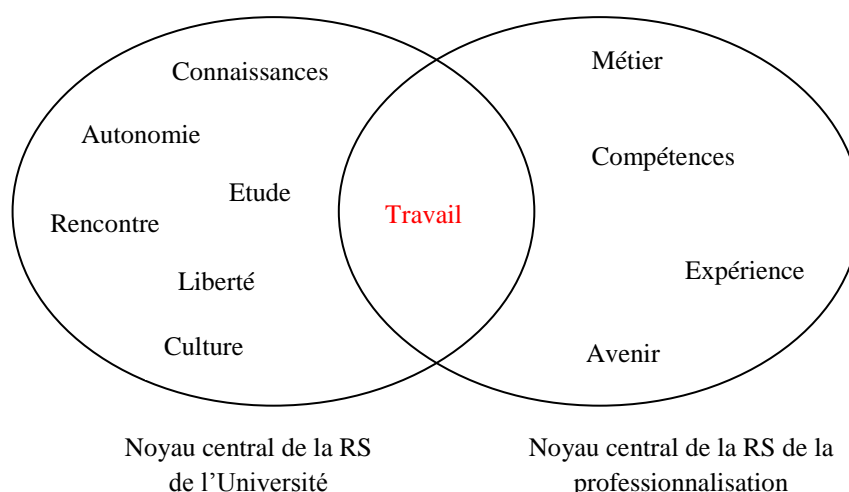 Connaissances
Métier
Autonomie
Compétences
Etude
Rencontre
Travail
Liberté
Expérience
Culture
Avenir
Noyau central de la RS
de l'Université
Noyau central de la RS de la
professionnalisation